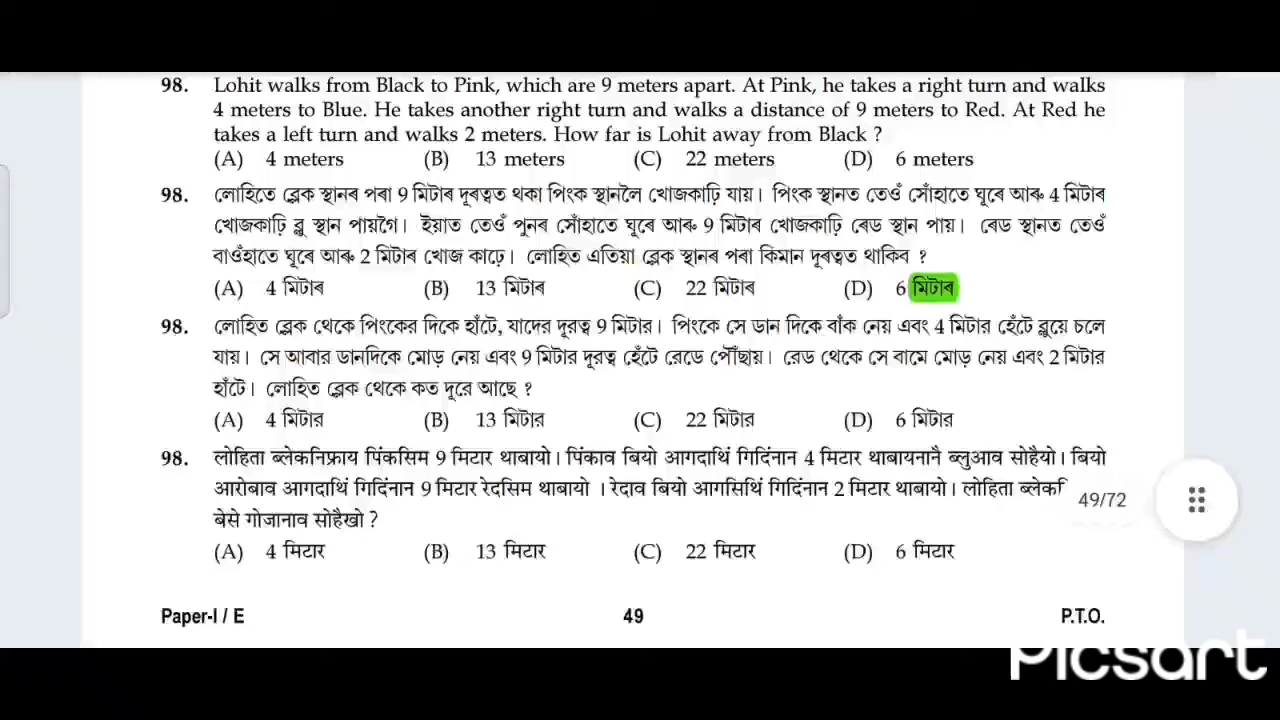 98. Lohit walks from Black to Pink, which are 9 meters apart. At Pink, he takes a right turn and walks
4 meters to Blue. He takes another right turn and walks a distance of 9 meters to Red. At Red he
takes a left turn and walks 2 meters. How far is Lohit away from Black ?
(A) 4 meters (B) 13 meters (C) 22 meters (D) 6 meters
98. লোহিতে ব্লেক স্থানৰ পৰা 9 মিটাৰ দূৰত্বত থকা পিংক স্থানলৈ খোজকাঢ়ি যায়। পিংক স্থানত তেওঁ সোঁহাতে ঘূৰে আৰু 4 মিটাৰ
খোজকাঢ়ি ব্লু স্থান পায়গৈ। ইয়াত তেওঁ পুনৰ সোঁহাতে ঘূৰে আৰু 9 মিটাৰ খোজকাঢ়ি ৰেড স্থান পায়। ৰেড স্থানত তেওঁ
বাওঁহাতে ঘূৰে আৰু 2 মিটাৰ খোজ কাঢ়ে। লোহিত এতিয়া ব্লেক স্থানৰ পৰা কিমান দূৰত্বত থাকিব ?
(A) 4 মিটাৰ (B) 13 মিটাৰ (C) 22 মিটাৰ (D) 6 মিটাৰ
98. লোহিত ব্লেক থেকে পিংকের দিকে হাঁটে, যাদের দূরত্ব 9 মিটার। পিংকে সে ডান দিকে বাঁক নেয় এবং 4 মিটার হেঁটে ব্লুয়ে চলে
যায়। সে আবার ডানদিকে মোড় নেয় এবং 9 মিটার দূরত্ব হেঁটে রেডে পৌঁছায়। রেড থেকে সে বামে মোড় নেয় এবং 2 মিটার
হাঁটে। লোহিত ব্লেক থেকে কত দূরে আছে ?
(A) 4 মিটার (B) 13 মিটার (C) 22 মিটার (D) 6 মিটার
98. लोहिता ब्लेकनिफ्राय पिंकसिम 9 मिटार थाबायो। पिंकाव बियो आगदाथिं गिदिंनान 4 मिटार थाबायनानै ब्लुआव सोहैयो। बियो
आरोबाव आगदाथिं गिदिंनान 9 मिटार रेदसिम थाबायो । रेदाव बियो आगसिथिं गिदिंनान 2 मिटार थाबायो। लोहिता
बेसे गोजानाव सोहैखो ?
(A) 4 मिटार (B) 13 मिटार (C) 22 मिटार (D) 6 मिटार
49/72
Paper-I / E 49 P.T.O.
Picsart